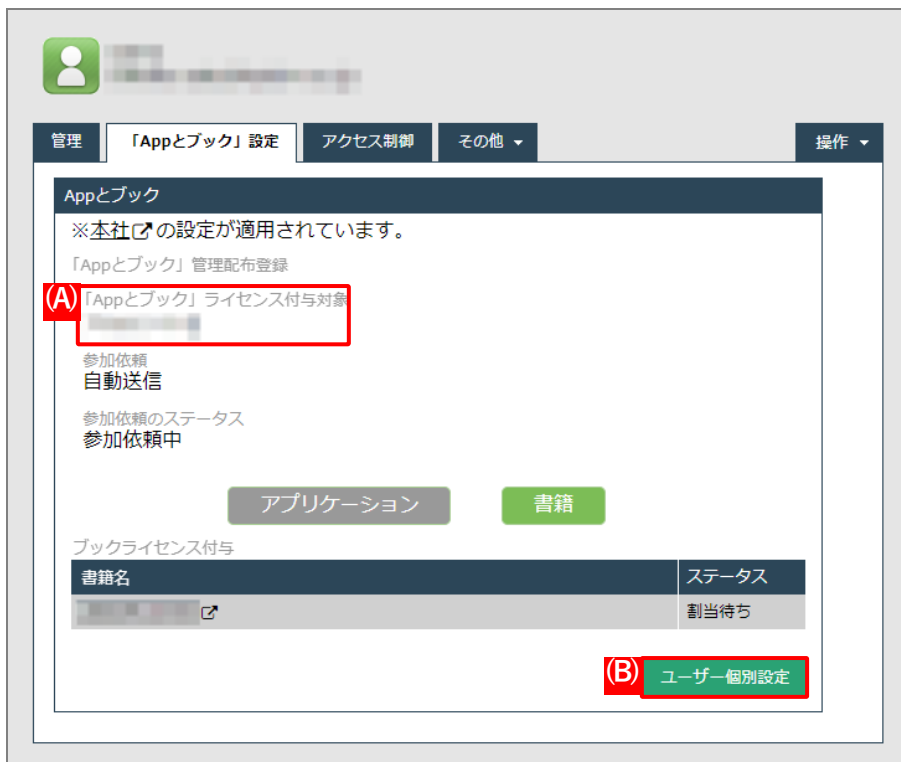 管理 「Appとブック」設定 アクセス制御 その他 操作
Appとブック
※本社の設定が適用されています。
「Appとブック」管理配布登録
(A) 「Appとブック」ライセンス付与対象
参加依頼
自動送信
参加依頼のステータス
参加依頼中
アプリケーション 書籍
ブックライセンス付与
書籍名 ステータス
割当待ち
(B) ユーザー個別設定